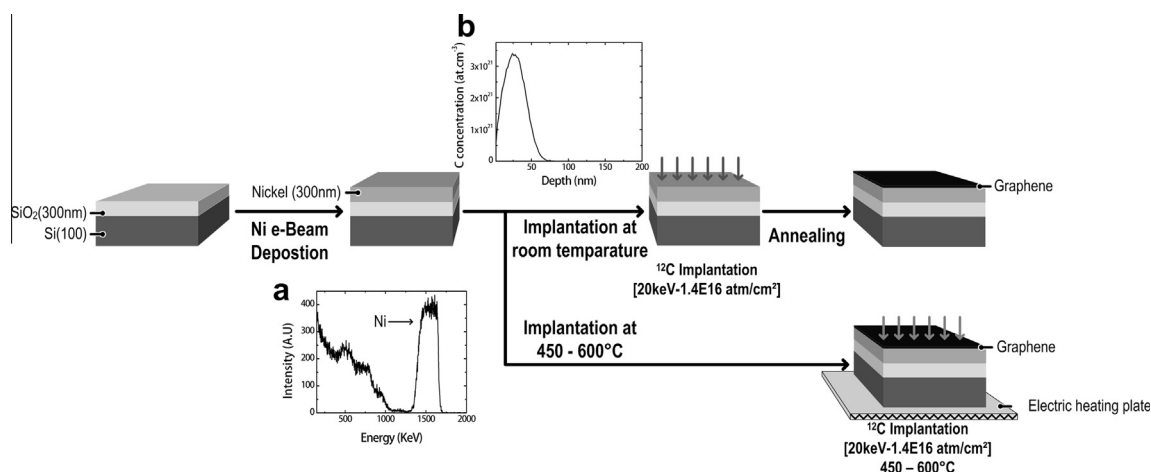 b
C concentration (at.cm⁻³)
3x10²¹
2x10²¹
1x10²¹
50
100
150
200
Depth (nm)
SiO₂(300nm)
Si(100)
Ni e-Beam
Depostion
Nickel (300nm)
Implantation at
room temparature
¹²C Implantation
[20keV-1.4E16 atm/cm²]
Annealing
Graphene
a
Intensity (A.U)
400
300
200
100
0
500
1000
1500
2000
Energy (KeV)
Ni
Implantation at
450 - 600°C
Graphene
Electric heating plate
¹²C Implantation
[20keV-1.4E16 atm/cm²]
450 – 600°C